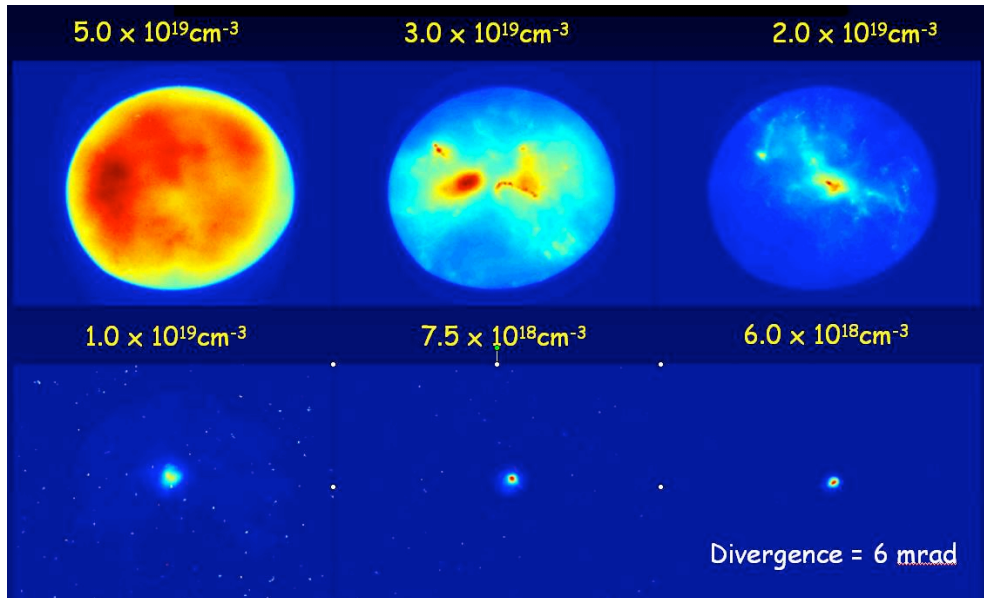 5.0 x 10¹⁹cm⁻³
3.0 x 10¹⁹cm⁻³
2.0 x 10¹⁹cm⁻³
1.0 x 10¹⁹cm⁻³
7.5 x 10¹⁸cm⁻³
6.0 x 10¹⁸cm⁻³
Divergence = 6 mrad